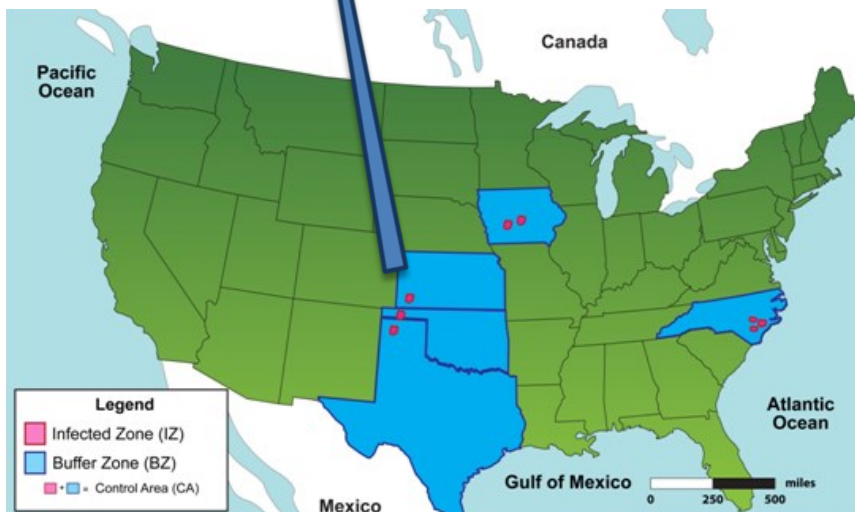 Canada
Pacific
Ocean
Legend
Infected Zone (IZ)
Buffer Zone (BZ)
+ = Control Area (CA)
Atlantic
Ocean
Gulf of Mexico
miles
0 250 500
Mexico